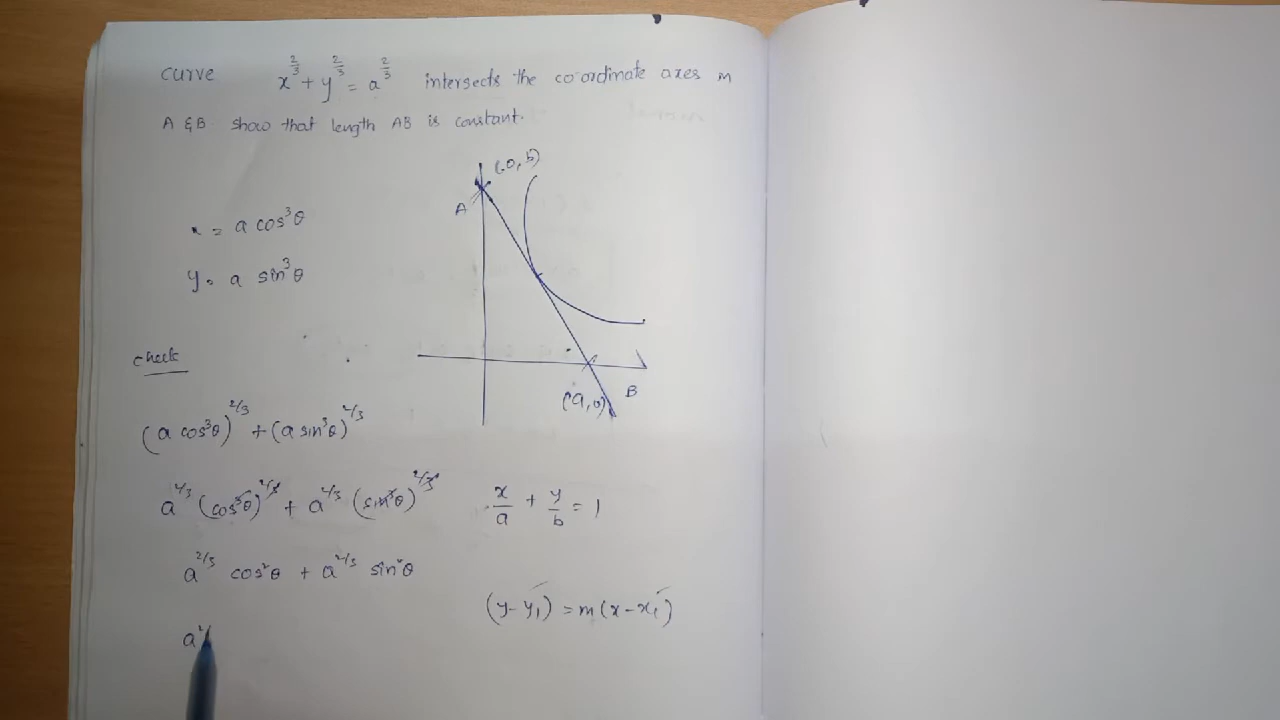 curve x^{2/3} + y^{2/3} = a^{2/3} intersects the co-ordinate axes in
A & B show that length AB is constant.
(0, b)
A
x = a cos³θ
y = a sin³θ
check
(a, 0)
B
(a cos³θ)^{2/3} + (a sin³θ)^{2/3}
a^{2/3} (cos³θ)^{2/3} + a^{2/3} (sin³θ)^{2/3}
x/a + y/b = 1
a^{2/3} cos²θ + a^{2/3} sin²θ
(y - y₁) = m(x - x₁)
a^{2/